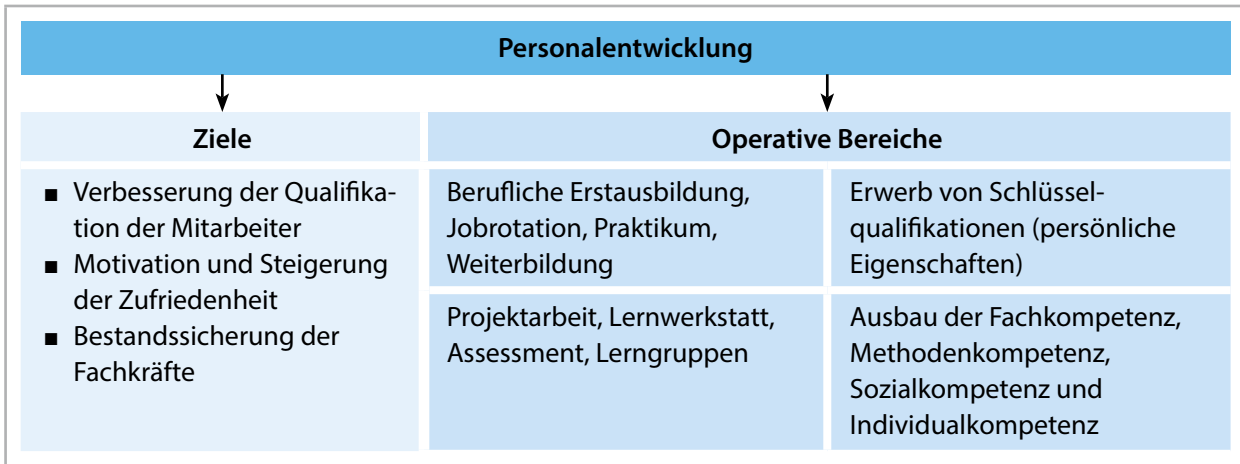 Personalentwicklung
Ziele
■ Verbesserung der Qualifika-
tion der Mitarbeiter
■ Motivation und Steigerung
der Zufriedenheit
■ Bestandssicherung der
Fachkräfte
Operative Bereiche
Berufliche Erstausbildung,
Jobrotation, Praktikum,
Weiterbildung
Erwerb von Schlüssel-
qualifikationen (persönliche
Eigenschaften)
Projektarbeit, Lernwerkstatt,
Assessment, Lerngruppen
Ausbau der Fachkompetenz,
Methodenkompetenz,
Sozialkompetenz und
Individualkompetenz